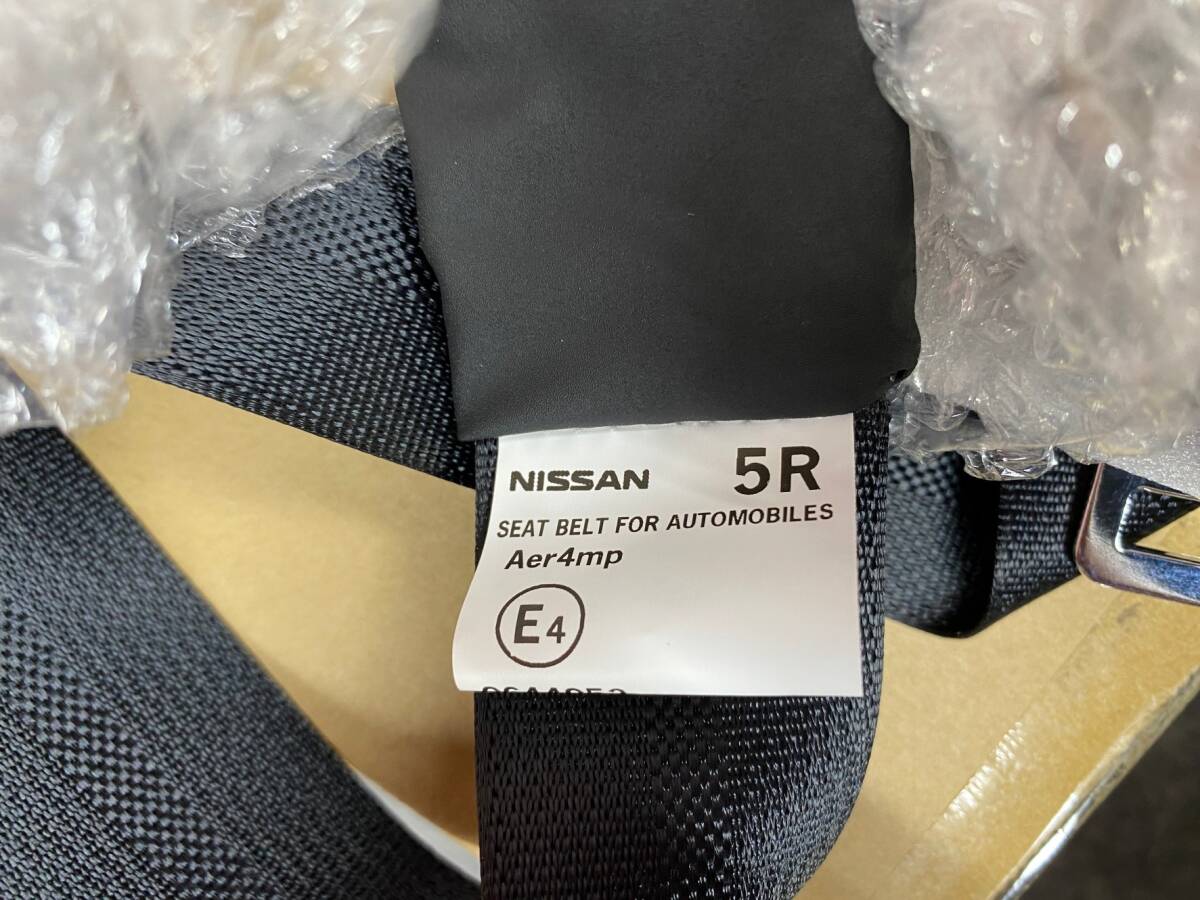 NISSAN 5R
SEAT BELT FOR AUTOMOBILES
Aer4mp
E4